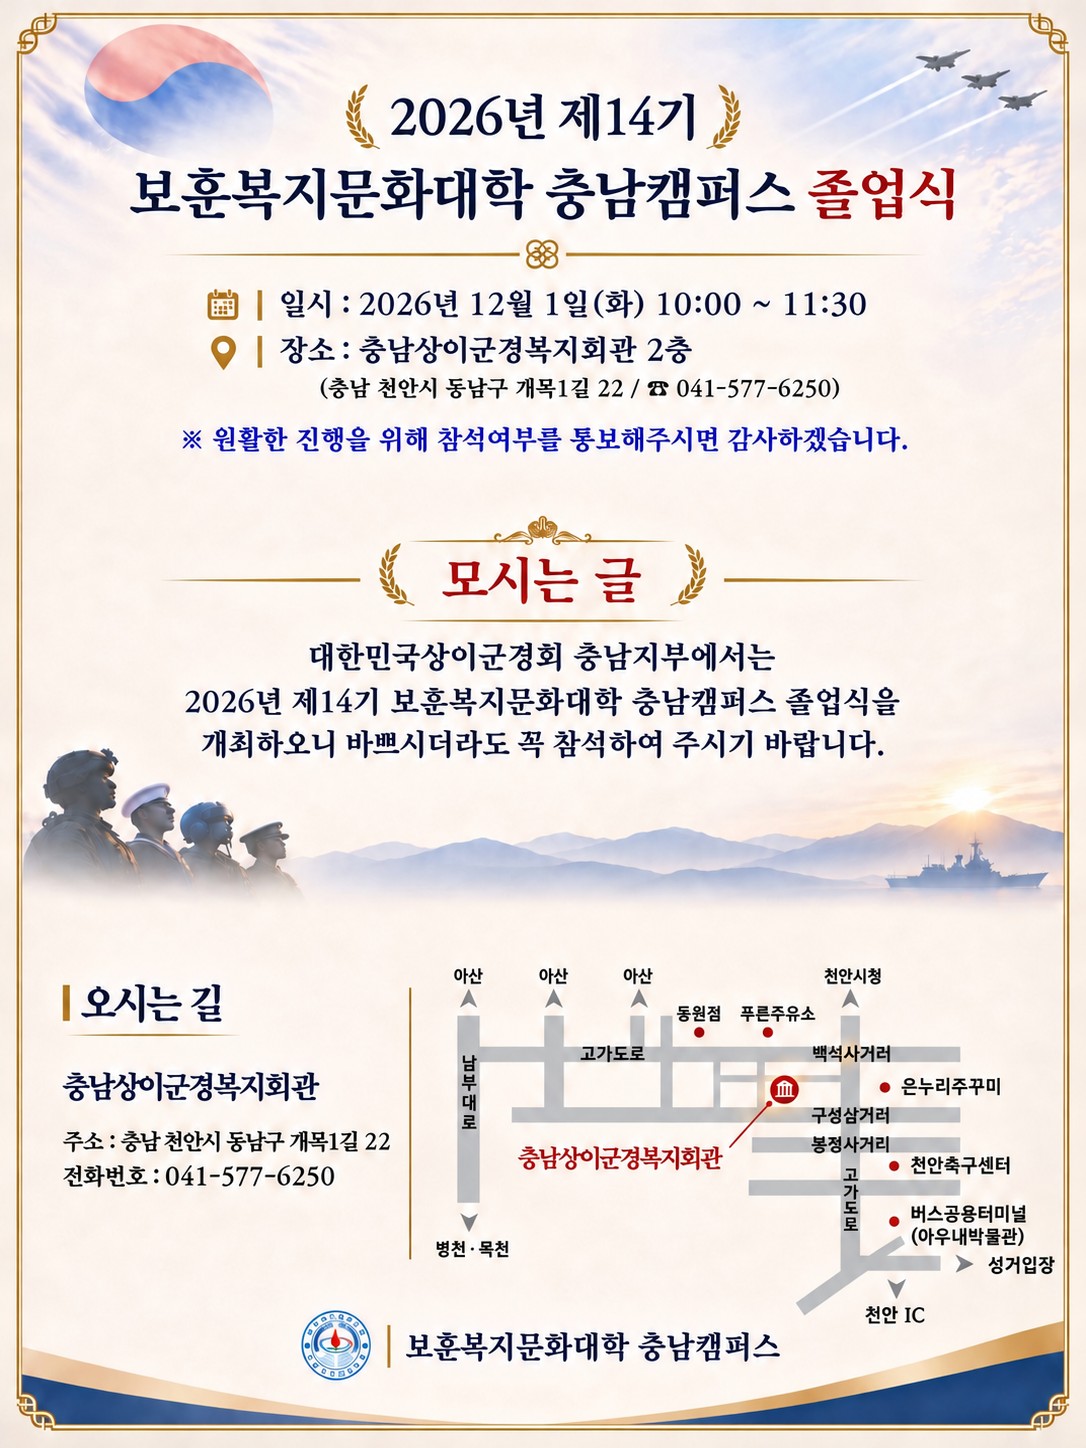 2026년 제14기
보훈복지문화대학 충남캠퍼스 졸업식
일시 : 2026년 12월 1일(화) 10:00 ~ 11:30
장소 : 충남상이군경복지회관 2층
(충남 천안시 동남구 개목1길 22 / ☎ 041-577-6250)
※ 원활한 진행을 위해 참석여부를 통보해주시면 감사하겠습니다.
모시는 글
대한민국상이군경회 충남지부에서는
2026년 제14기 보훈복지문화대학 충남캠퍼스 졸업식을
개최하오니 바쁘시더라도 꼭 참석하여 주시기 바랍니다.
오시는 길
충남상이군경복지회관
주소 : 충남 천안시 동남구 개목1길 22
전화번호 : 041-577-6250
아산
아산
아산
천안시청
동원점
푸른주유소
남부대로
고가도로
백석사거러
은누리주꾸미
구성삼거러
충남상이군경복지회관
봉정사거리
천안축구센터
고가도로
버스공용터미널
(아우내박물관)
병천 · 목천
성거입장
천안 IC
보훈복지문화대학 충남캠퍼스